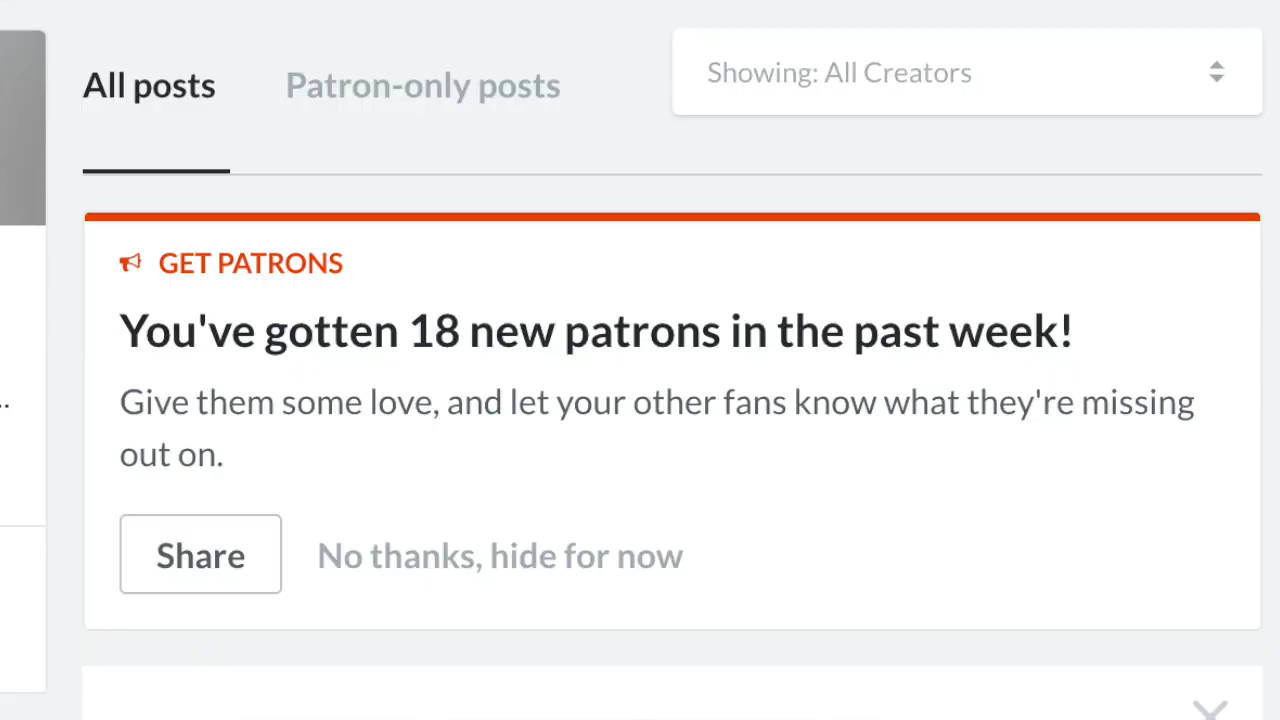 All posts
Patron-only posts
Showing: All Creators
GET PATRONS
You've gotten 18 new patrons in the past week!
Give them some love, and let your other fans know what they're missing
out on.
Share
No thanks, hide for now